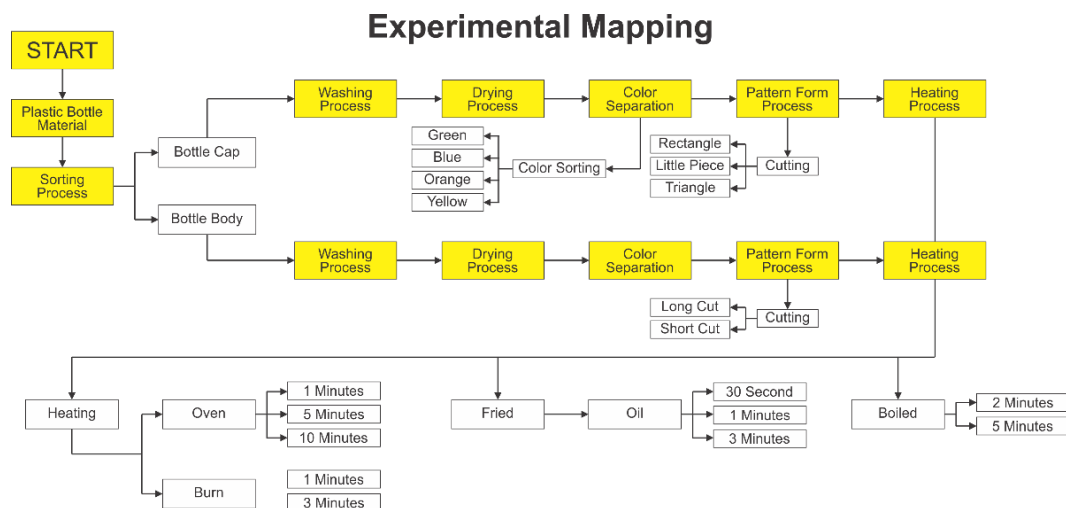 Experimental Mapping
START
Plastic Bottle
Material
Sorting
Process
Bottle Cap
Bottle Body
Washing
Process
Drying
Process
Color
Separation
Pattern Form
Process
Heating
Process
Green
Blue
Orange
Yellow
Color Sorting
Rectangle
Little Piece
Triangle
Cutting
Washing
Process
Drying
Process
Color
Separation
Pattern Form
Process
Heating
Process
Long Cut
Short Cut
Cutting
Heating
Oven
1 Minutes
5 Minutes
10 Minutes
Burn
1 Minutes
3 Minutes
Fried
Oil
30 Second
1 Minutes
3 Minutes
Boiled
2 Minutes
5 Minutes